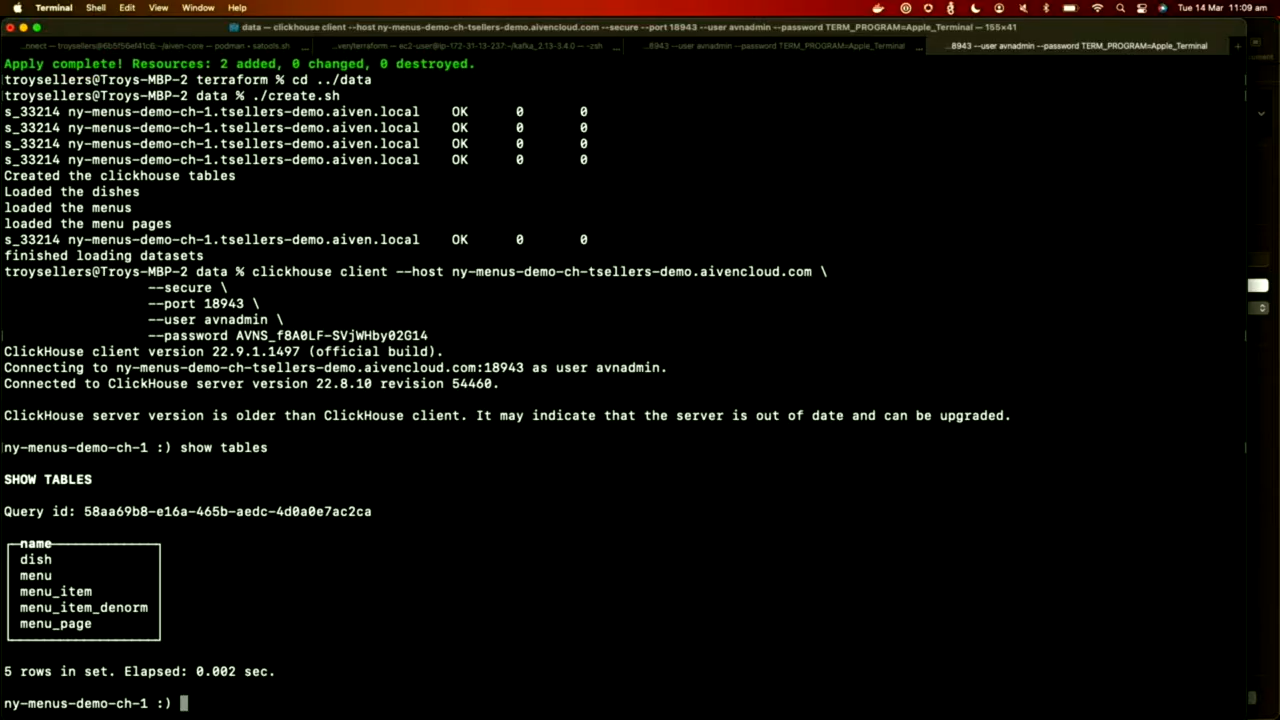 Terminal Shell Edit View Window Help Tue 14 Mar 11:09 am
data — clickhouse client --host ny-menus-demo-ch-tsellers-demo.aivencloud.com --secure --port 18943 --user avnadmin --password TERM_PROGRAM=Apple_Terminal — 155×41
...nnect — troysellers@6b5f56ef41c6: ~/aiven-core — podman • satools.sh ...veryterraform — ec2-user@ip-172-31-13-237: ~/kafka_2.13-3.4.0 — -zsh ...8943 --user avnadmin --password TERM_PROGRAM=Apple_Terminal ...8943 --user avnadmin --password TERM_PROGRAM=Apple_Terminal +
Apply complete! Resources: 2 added, 0 changed, 0 destroyed.
troysellers@Troys-MBP-2 terraform % cd ../data
troysellers@Troys-MBP-2 data % ./create.sh
s_33214 ny-menus-demo-ch-1.tsellers-demo.aiven.local OK 0 0
s_33214 ny-menus-demo-ch-1.tsellers-demo.aiven.local OK 0 0
s_33214 ny-menus-demo-ch-1.tsellers-demo.aiven.local OK 0 0
s_33214 ny-menus-demo-ch-1.tsellers-demo.aiven.local OK 0 0
Created the clickhouse tables
Loaded the dishes
loaded the menus
loaded the menu pages
s_33214 ny-menus-demo-ch-1.tsellers-demo.aiven.local OK 0 0
finished loading datasets
troysellers@Troys-MBP-2 data % clickhouse client --host ny-menus-demo-ch-tsellers-demo.aivencloud.com \
--secure \
--port 18943 \
--user avnadmin \
--password AVNS_f8A0LF-SVjWHby02G14
ClickHouse client version 22.9.1.1497 (official build).
Connecting to ny-menus-demo-ch-tsellers-demo.aivencloud.com:18943 as user avnadmin.
Connected to ClickHouse server version 22.8.10 revision 54460.
ClickHouse server version is older than ClickHouse client. It may indicate that the server is out of date and can be upgraded.
ny-menus-demo-ch-1 :) show tables
SHOW TABLES
Query id: 58aa69b8-e16a-465b-aedc-4d0a0e7ac2ca
name
dish
menu
menu_item
menu_item_denorm
menu_page
5 rows in set. Elapsed: 0.002 sec.
ny-menus-demo-ch-1 :)